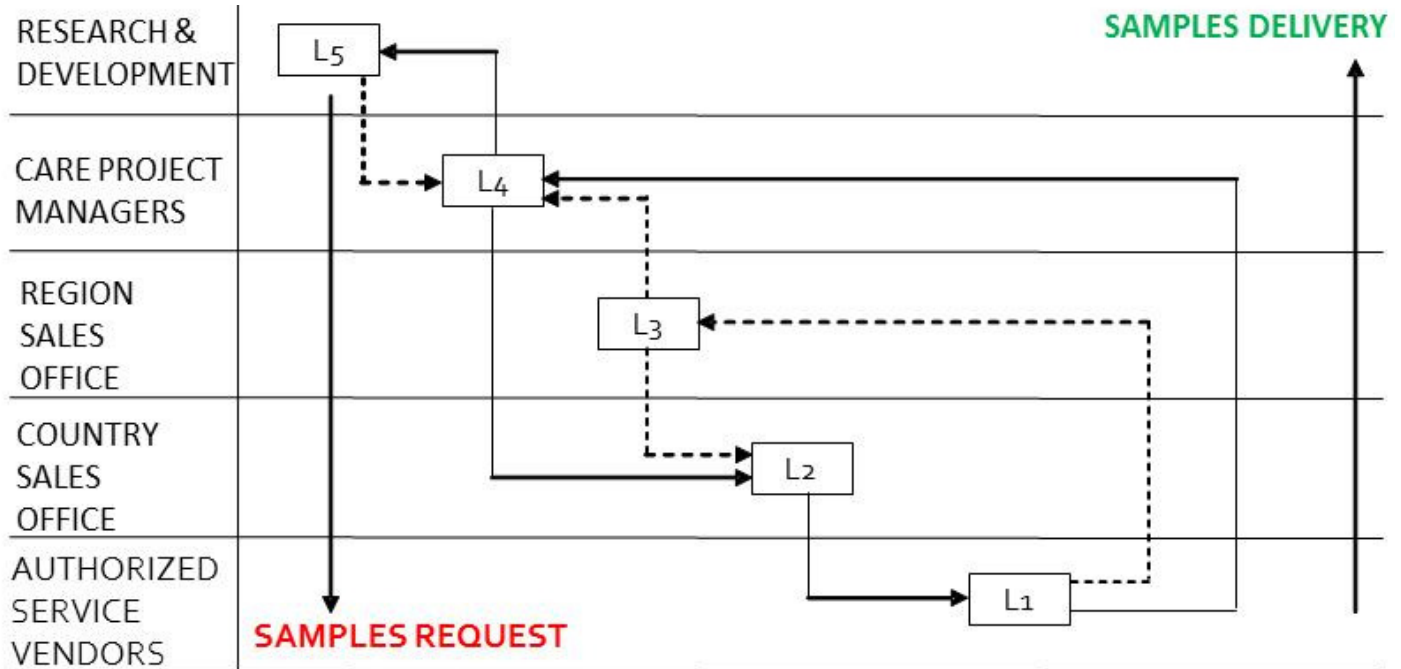 RESEARCH &
DEVELOPMENT
L5
SAMPLES DELIVERY
CARE PROJECT
MANAGERS
L4
REGION
SALES
OFFICE
L3
COUNTRY
SALES
OFFICE
L2
AUTHORIZED
SERVICE
VENDORS
SAMPLES REQUEST
L1